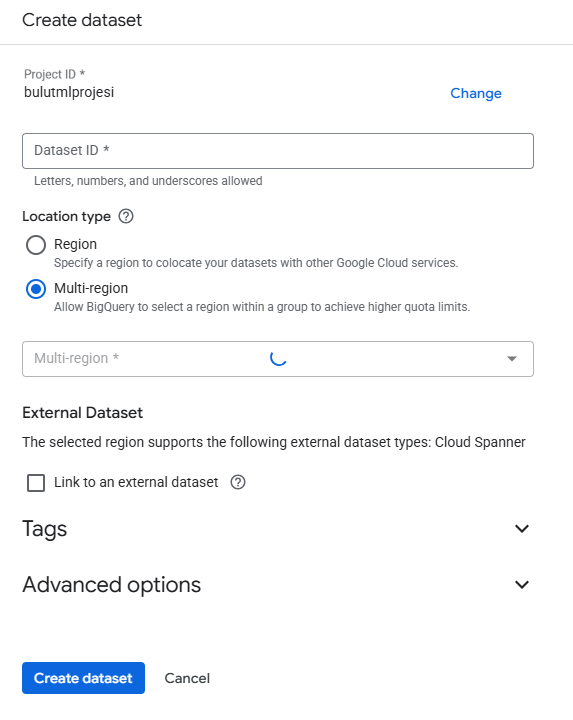 Create dataset
Project ID *
bulutmlprojesi
Change
Dataset ID *
Letters, numbers, and underscores allowed
Location type
Region
Specify a region to colocate your datasets with other Google Cloud services.
Multi-region
Allow BigQuery to select a region within a group to achieve higher quota limits.
Multi-region *
External Dataset
The selected region supports the following external dataset types: Cloud Spanner
Link to an external dataset
Tags
Advanced options
Create dataset
Cancel